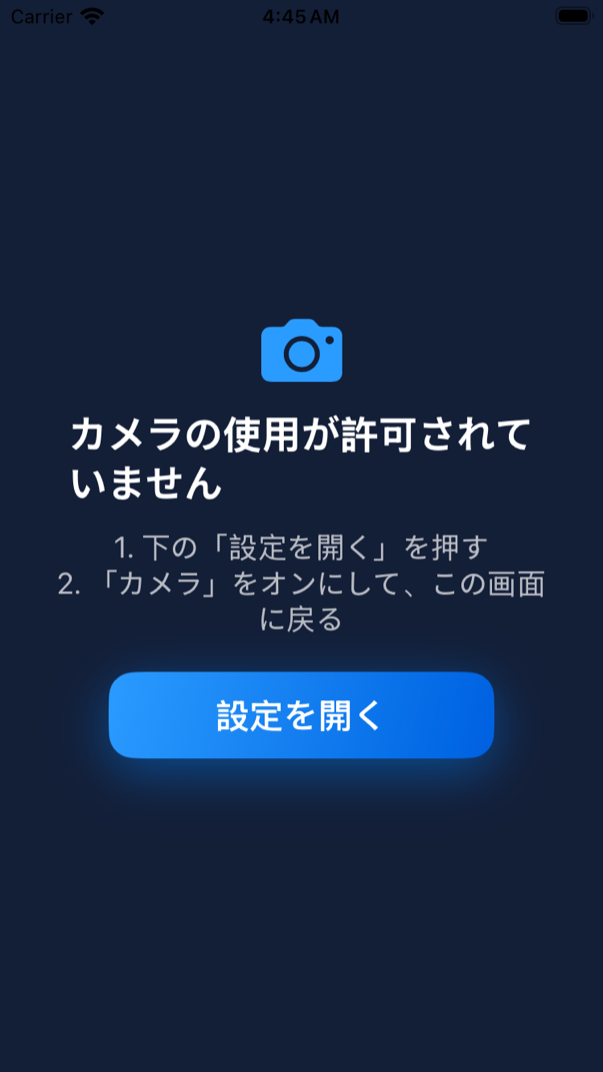 Carrier 4:45 AM
カメラの使用が許可されて
いません
1. 下の「設定を開く」を押す
2. 「カメラ」をオンにして、この画面
に戻る
設定を開く